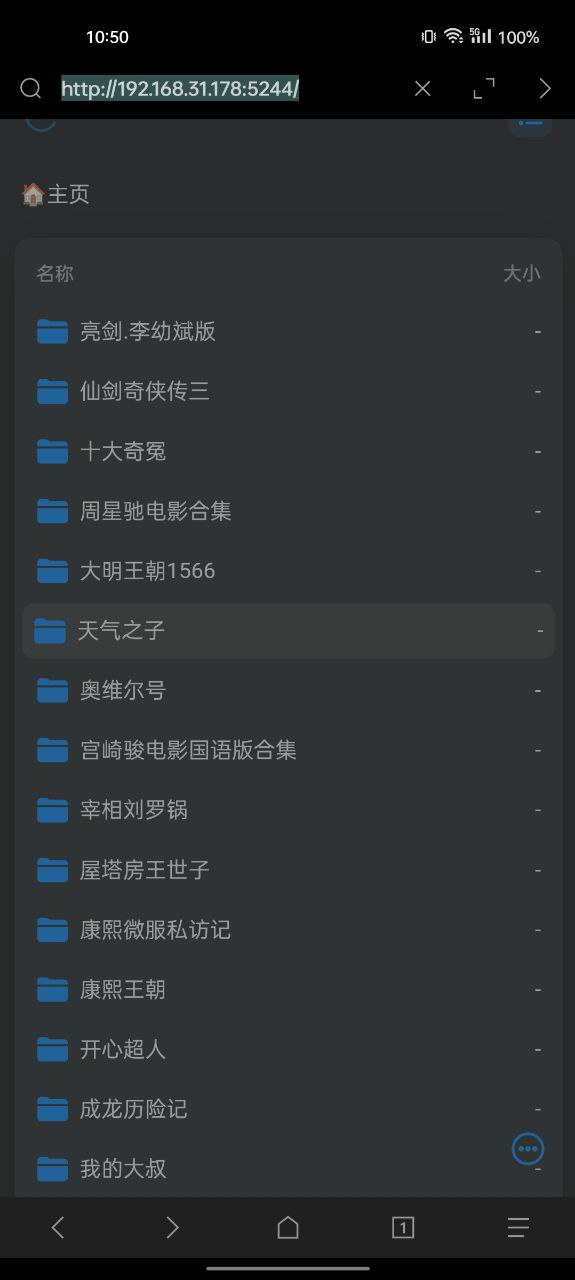 10:50
5G
100%
http://192.168.31.178:5244/
🏠主页
名称 大小
亮剑.李幼斌版 -
仙剑奇侠传三 -
十大奇冤 -
周星驰电影合集 -
大明王朝1566 -
天气之子 -
奥维尔号 -
宫崎骏电影国语版合集 -
宰相刘罗锅 -
屋塔房王世子 -
康熙微服私访记 -
康熙王朝 -
开心超人 -
成龙历险记 -
我的大叔 -
1